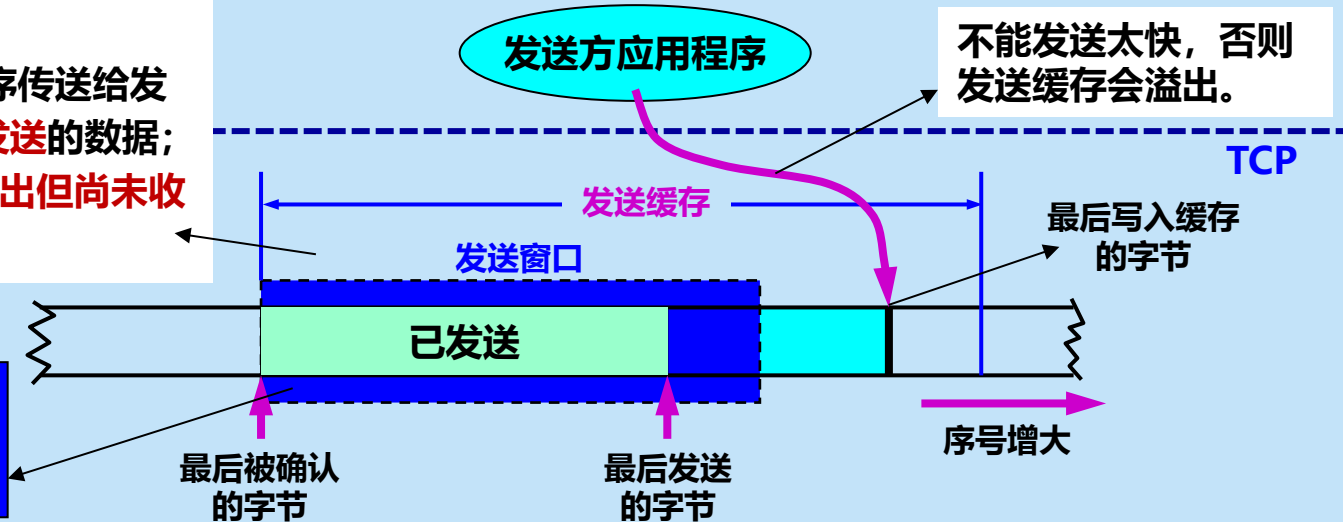 序传送给发
发送的数据；
出但尚未收
发送方应用程序
不能发送太快，否则
发送缓存会溢出。
TCP
发送缓存
最后写入缓存
的字节
发送窗口
已发送
序号增大
最后被确认
的字节
最后发送
的字节